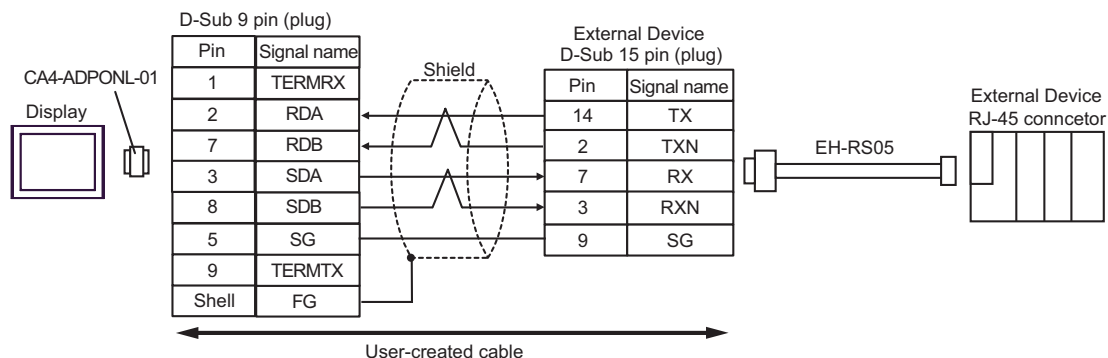 D-Sub 9 pin (plug)
Pin Signal name
1 TERMRX
2 RDA
7 RDB
3 SDA
8 SDB
5 SG
9 TERMTX
Shell FG
CA4-ADPONL-01
Display
Shield
External Device
D-Sub 15 pin (plug)
Pin Signal name
14 TX
2 TXN
7 RX
3 RXN
9 SG
EH-RS05
External Device
RJ-45 conncetor
User-created cable